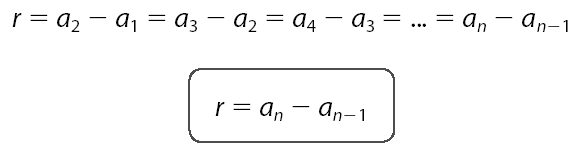 r = a₂ − a₁ = a₃ − a₂ = a₄ − a₃ = ... = aₙ − aₙ₋₁
r = aₙ − aₙ₋₁